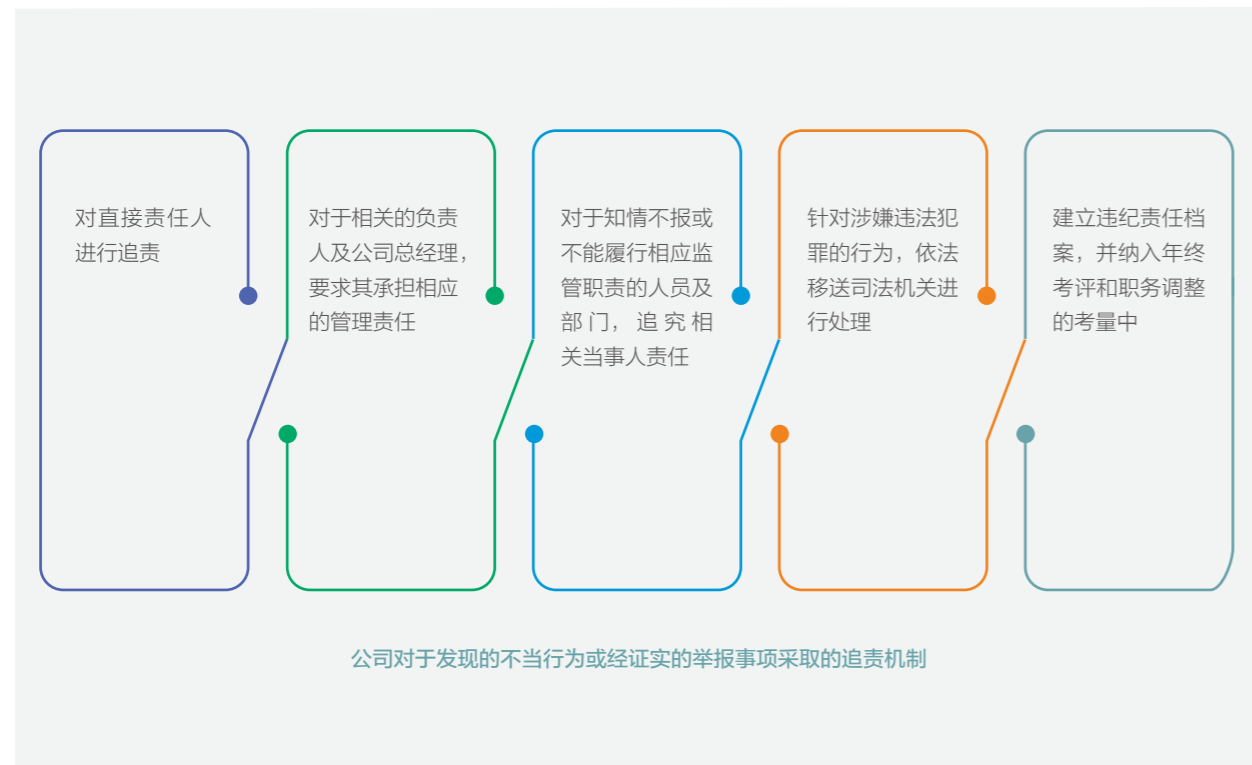 对直接责任人
进行追责
对于相关的负责
人及公司总经理，
要求其承担相应
的管理责任
对于知情不报或
不能履行相应监
管职责的人员及
部门，追究相
关当事人责任
针对涉嫌违法犯
罪的行为，依法
移送司法机关进
行处理
建立违纪责任档
案，并纳入年终
考评和职务调整
的考量中
公司对于发现的不当行为或经证实的举报事项采取的追责机制